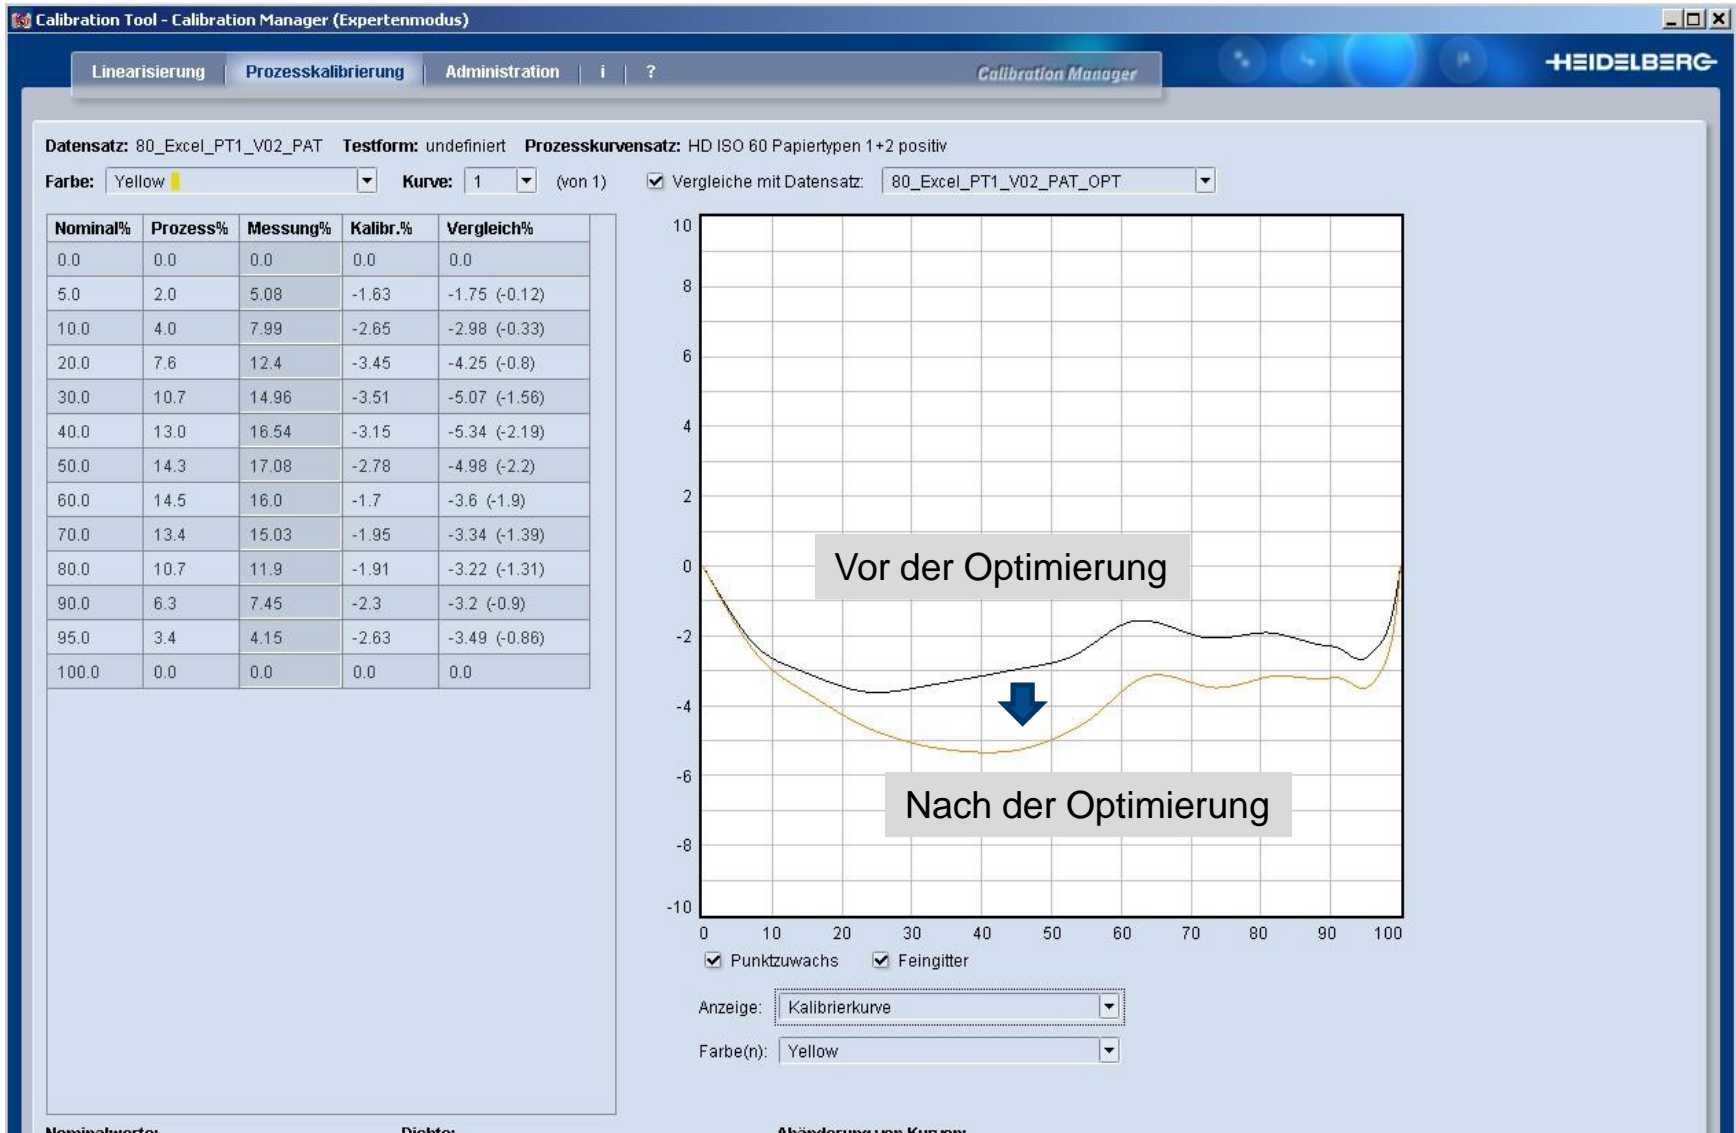 Calibration Tool - Calibration Manager (Expertenmodus)
Linearisierung | Prozesskalibrierung | Administration | i | ?
Calibration Manager
HEIDELBERG
Datensatz: 80_Excel_PT1_V02_PAT Testform: undefiniert Prozesskurvensatz: HD ISO 60 Papiertypen 1+2 positiv
Farbe: Yellow Kurve: 1 (von 1) Vergleiche mit Datensatz: 80_Excel_PT1_V02_PAT_OPT
Nominal% Prozess% Messung% Kalibr.% Vergleich%
0.0 0.0 0.0 0.0 0.0
5.0 2.0 5.08 -1.63 -1.75 (-0.12)
10.0 4.0 7.99 -2.65 -2.98 (-0.33)
20.0 7.6 12.4 -3.45 -4.25 (-0.8)
30.0 10.7 14.96 -3.51 -5.07 (-1.56)
40.0 13.0 16.54 -3.15 -5.34 (-2.19)
50.0 14.3 17.08 -2.78 -4.98 (-2.2)
60.0 14.5 16.0 -1.7 -3.6 (-1.9)
70.0 13.4 15.03 -1.95 -3.34 (-1.39)
80.0 10.7 11.9 -1.91 -3.22 (-1.31)
90.0 6.3 7.45 -2.3 -3.2 (-0.9)
95.0 3.4 4.15 -2.63 -3.49 (-0.86)
100.0 0.0 0.0 0.0 0.0
10
8
6
4
2
0
-2
-4
-6
-8
-10
Vor der Optimierung
Nach der Optimierung
0 10 20 30 40 50 60 70 80 90 100
Punktzuwachs Feingitter
Anzeige: Kalibrierkurve
Farbe(n): Yellow
Nominalwerte: Dichte: Abänderung von Kurven: